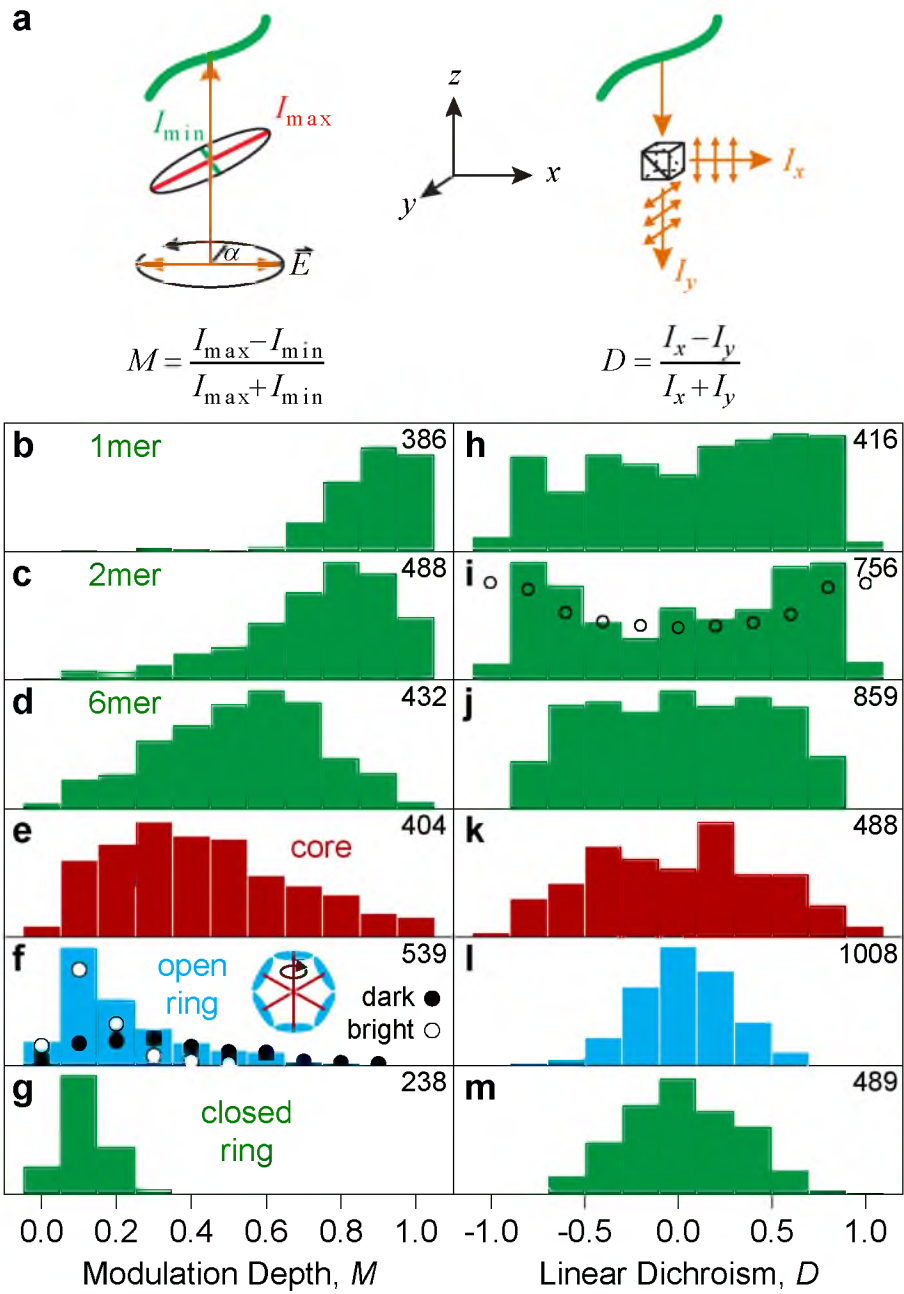 a
I_min I_max
z
x
y
α E⃗
I_x
I_y
M = (I_max − I_min) / (I_max + I_min)
D = (I_x − I_y) / (I_x + I_y)
b 1mer 386
h 416
c 2mer 488
i 756
d 6mer 432
j 859
e core 404
k 488
f open ring 539
dark
bright
l 1008
g closed ring 238
m 489
0.0 0.2 0.4 0.6 0.8 1.0
-1.0 -0.5 0.0 0.5 1.0
Modulation Depth, M
Linear Dichroism, D